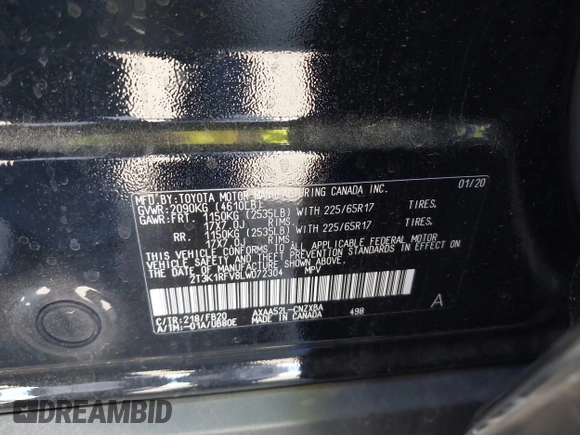 MFD.BY:TOYOTA MOTOR MANUFACTURING CANADA INC. 01/20
GVWR:2090KG (4610LB)
GAWR:FRT. 1150KG (2535LB) WITH 225/65R17 TIRES.
17X7.0J RIMS.
RR. 1150KG (2535LB) WITH 225/65R17 TIRES.
17X7.0J RIMS.
THIS VEHICLE CONFORMS TO ALL APPLICABLE FEDERAL MOTOR
VEHICLE SAFETY AND THEFT PREVENTION STANDARDS IN EFFECT ON
THE DATE OF MANUFACTURE SHOWN ABOVE.
2T3K1RFV8LW072304 MPV
A
C/TR:218/FB20 AXAA52L-CNZXBA 498
A/TM:-01A/UB80E MADE IN CANADA
DREAMBID